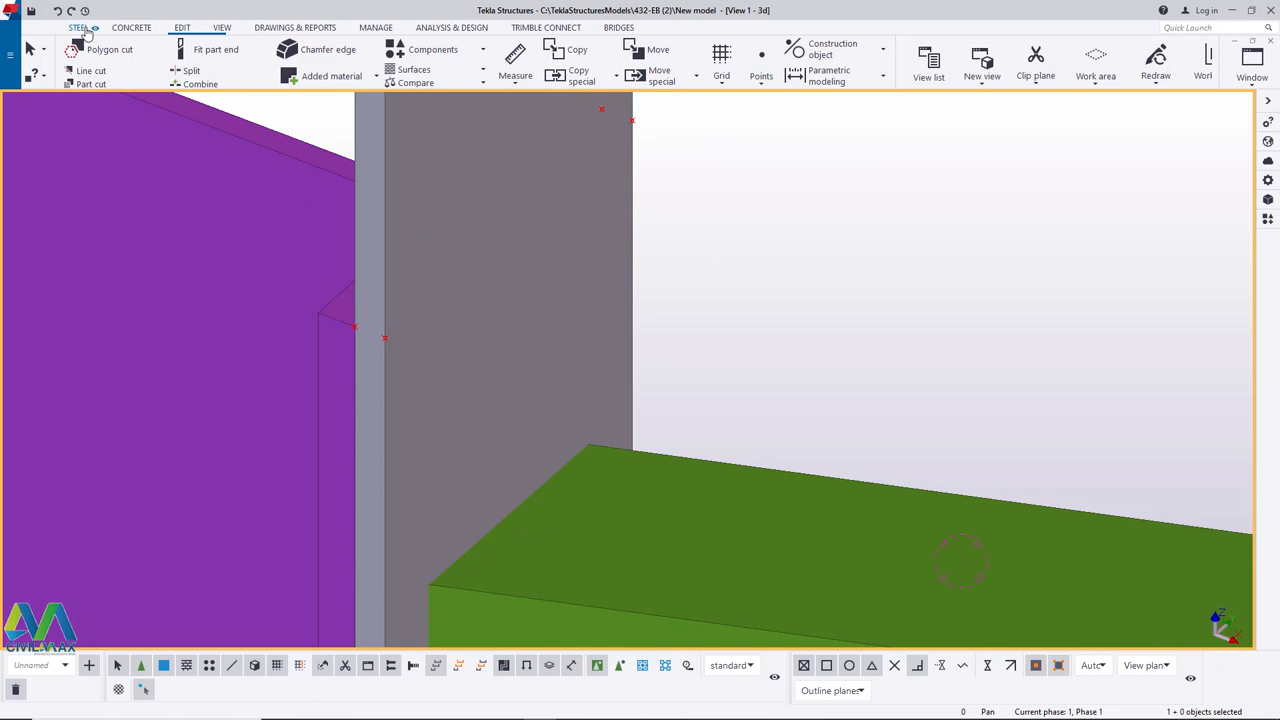 Tekla Structures - C:\TeklaStructuresModels\432-EB (2)\New model - [View 1 - 3d]
Log in
STEEL CONCRETE EDIT VIEW DRAWINGS & REPORTS MANAGE ANALYSIS & DESIGN TRIMBLE CONNECT BRIDGES
Quick Launch
Polygon cut
Line cut
Part cut
Fit part end
Split
Combine
Chamfer edge
Added material
Components
Surfaces
Compare
Measure
Copy
Copy special
Move
Move special
Grid
Points
Construction object
Parametric modeling
View list
New view
Clip plane
Work area
Redraw
Worl
Window
Z
CIVILMAX
Unnamed
standard
Auto
View plan
Outline planes
0 Pan Current phase: 1, Phase 1 1 + 0 objects selected